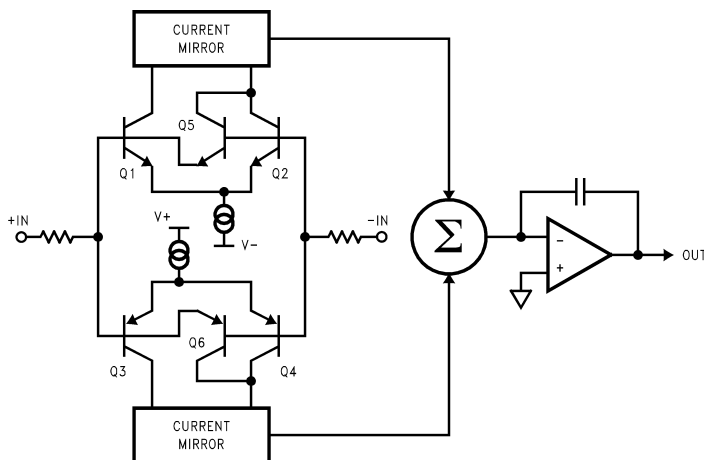 CURRENT
MIRROR
Q5
Q1
Q2
+IN
V+
V-
-IN
Σ
-
+
OUT
Q6
Q3
Q4
CURRENT
MIRROR